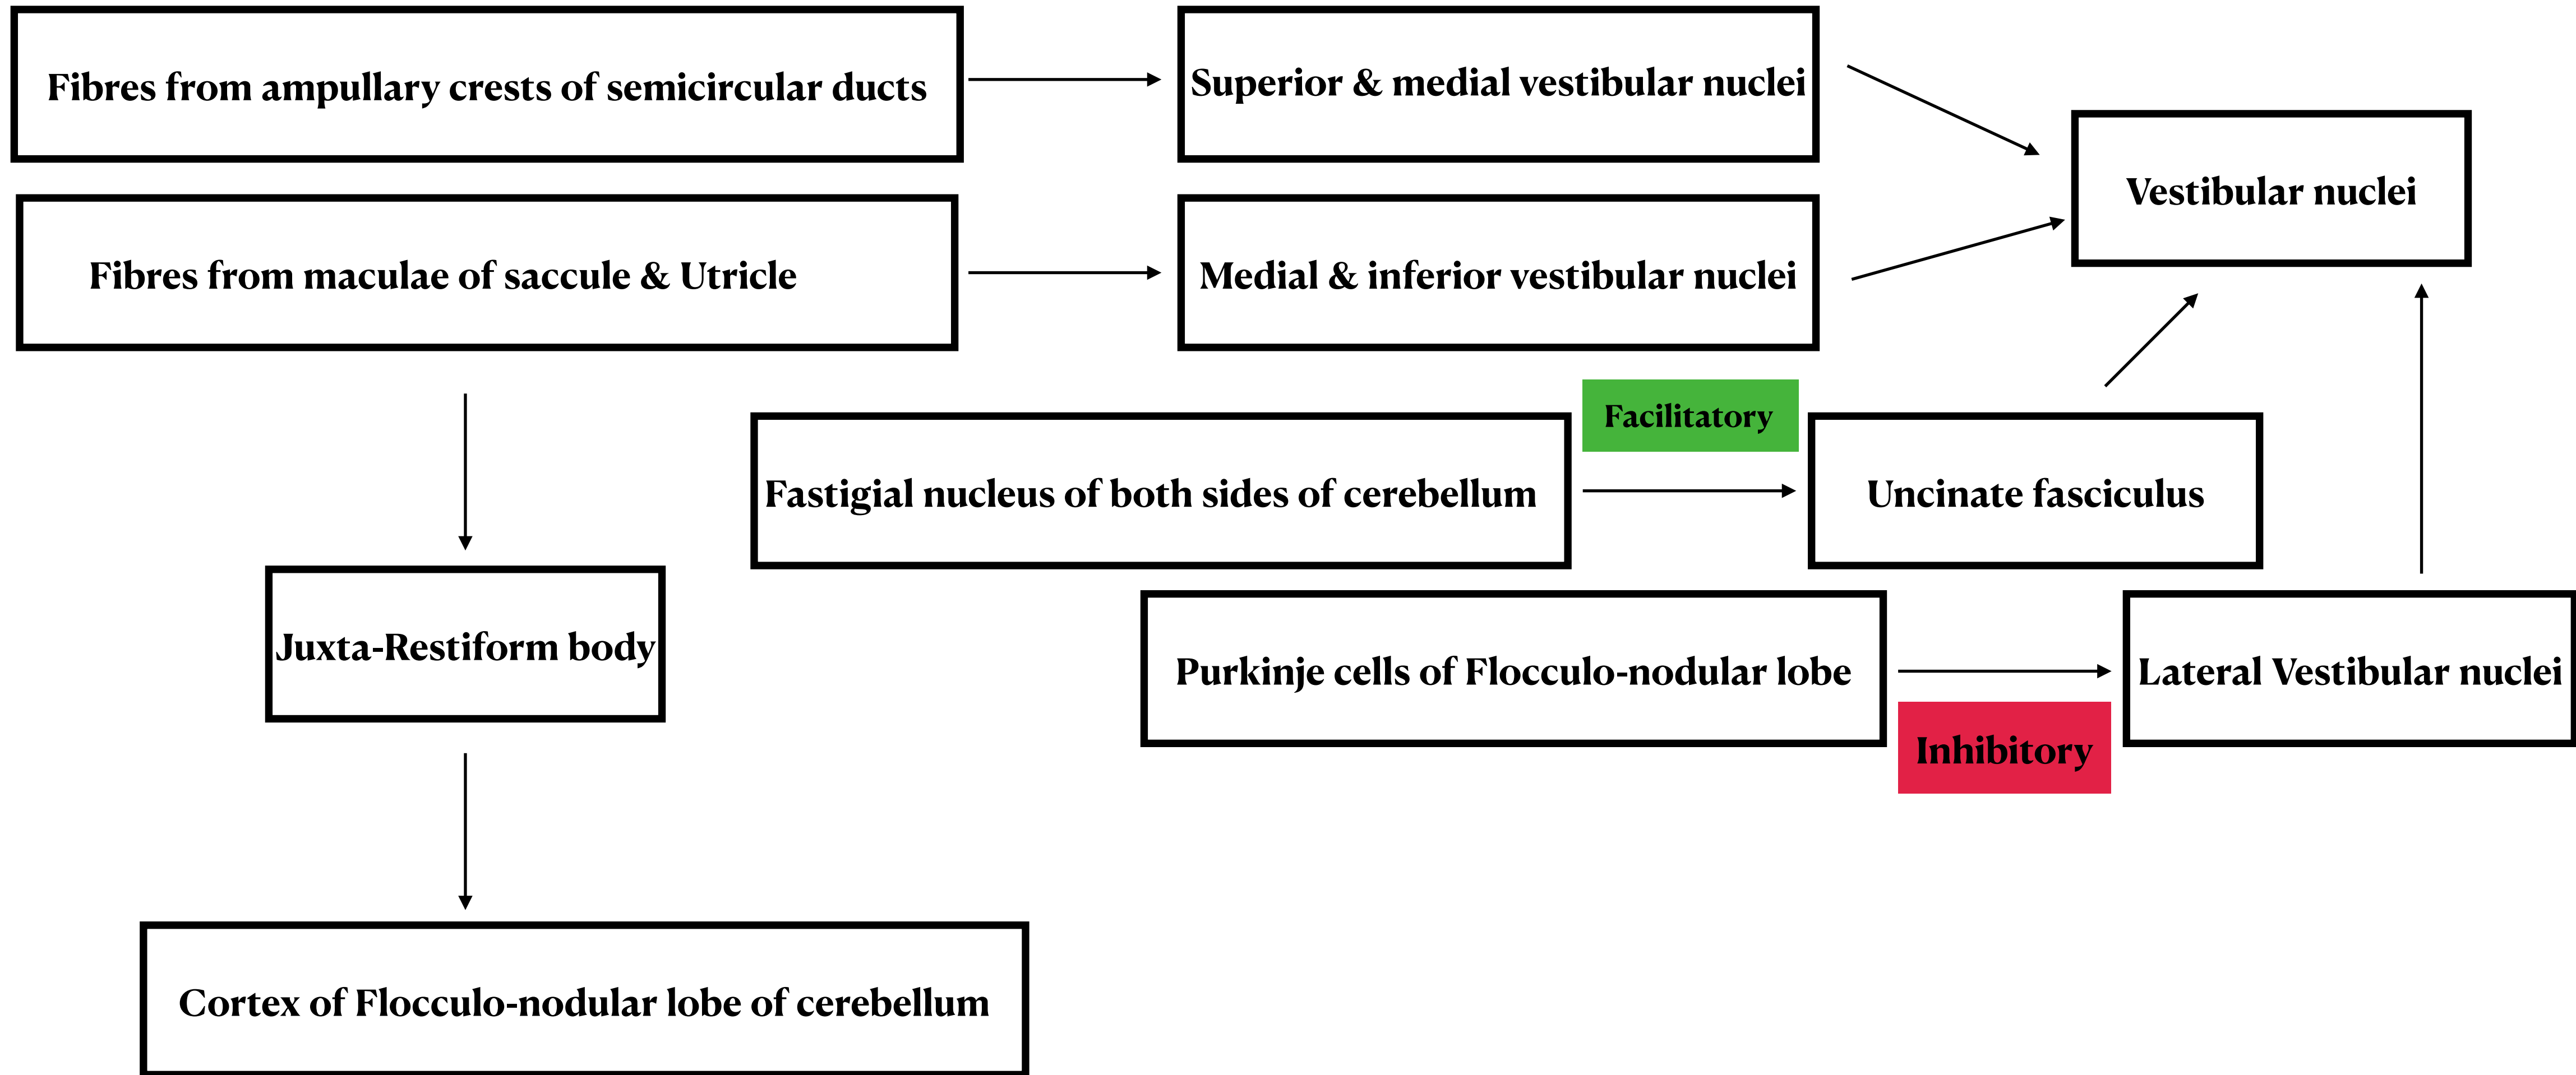 Fibres from ampullary crests of semicircular ducts
Superior & medial vestibular nuclei
Vestibular nuclei
Fibres from maculae of saccule & Utricle
Medial & inferior vestibular nuclei
Facilitatory
Fastigial nucleus of both sides of cerebellum
Uncinate fasciculus
Juxta-Restiform body
Purkinje cells of Flocculo-nodular lobe
Lateral Vestibular nuclei
Inhibitory
Cortex of Flocculo-nodular lobe of cerebellum